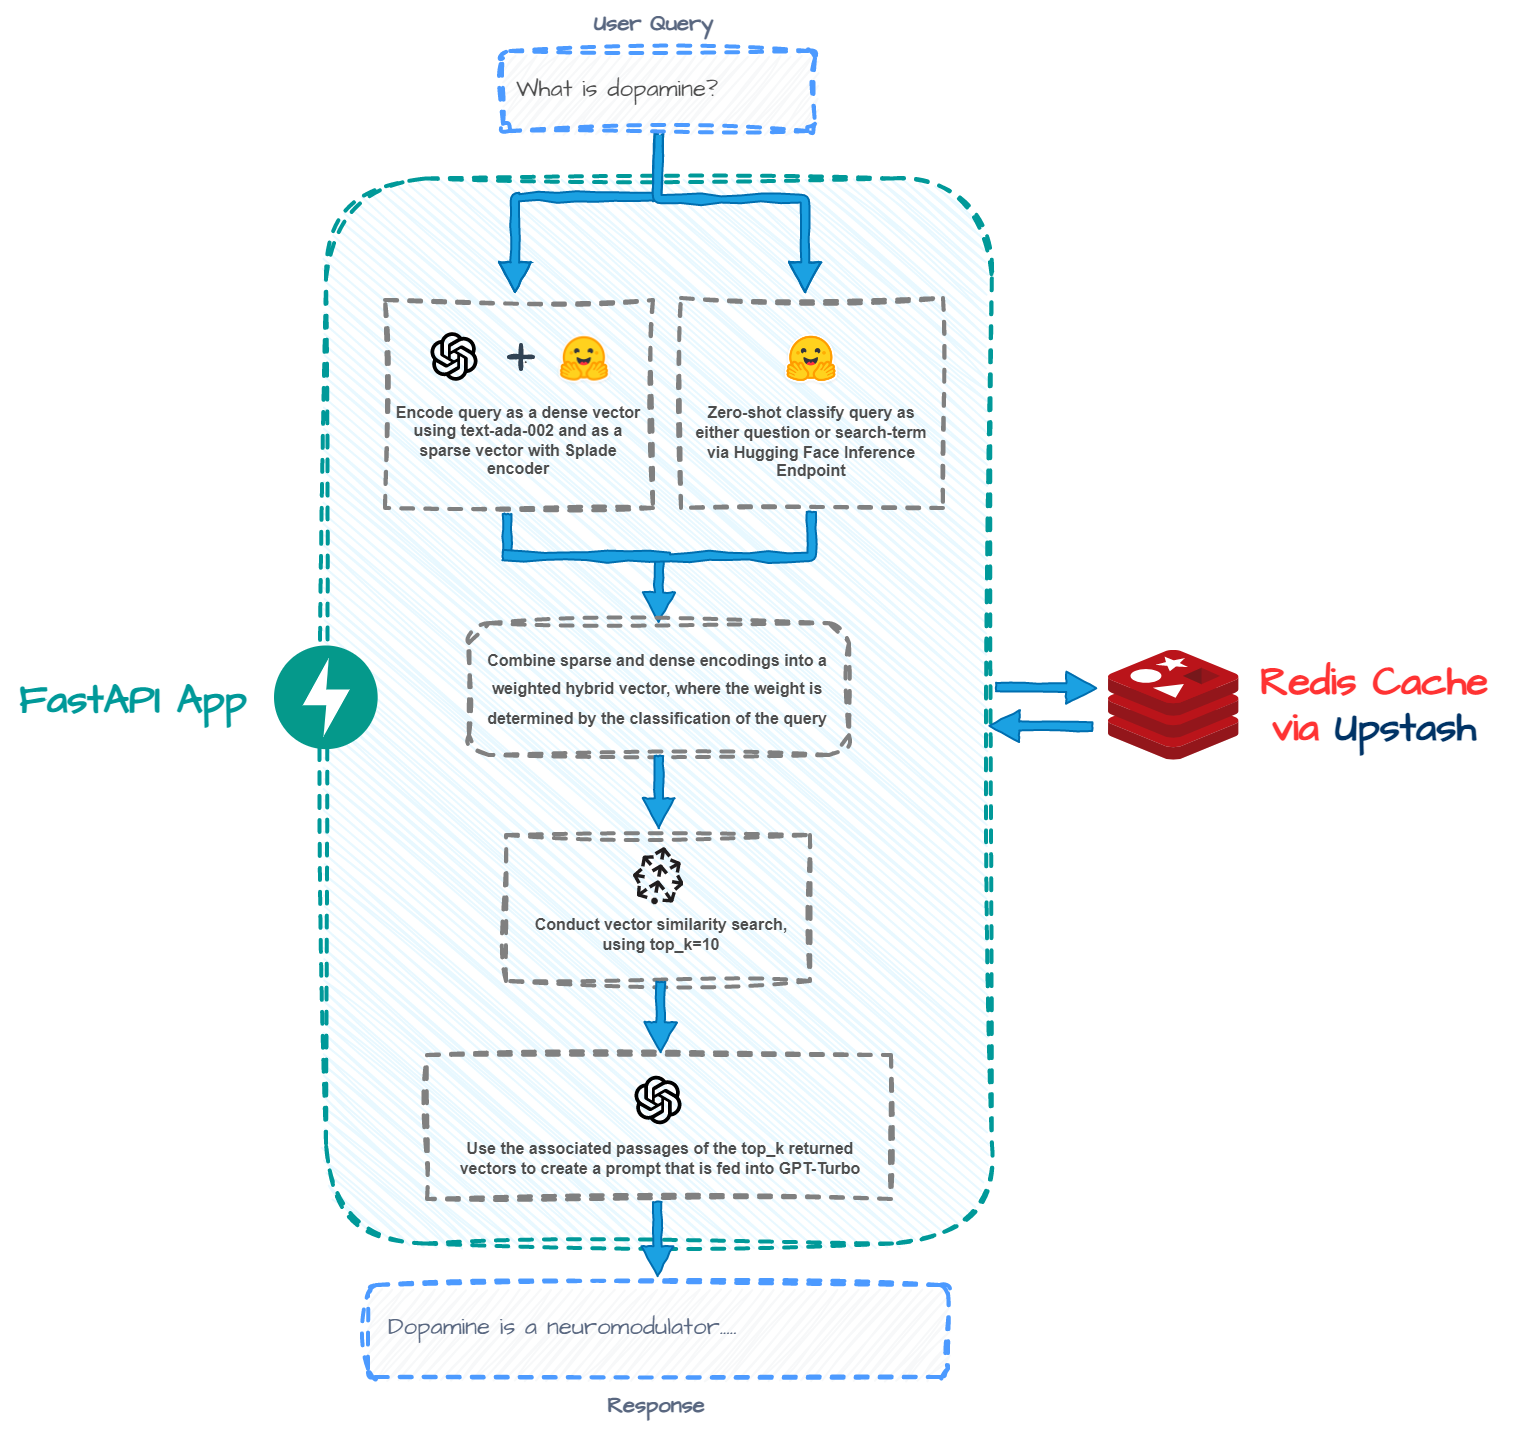 User Query
What is dopamine?
Encode query as a dense vector
using text-ada-002 and as a
sparse vector with Splade
encoder
Zero-shot classify query as
either question or search-term
via Hugging Face Inference
Endpoint
Combine sparse and dense encodings into a
weighted hybrid vector, where the weight is
determined by the classification of the query
FastAPI App
Redis Cache
via Upstash
Conduct vector similarity search,
using top_k=10
Use the associated passages of the top_k returned
vectors to create a prompt that is fed into GPT-Turbo
Dopamine is a neuromodulator.....
Response